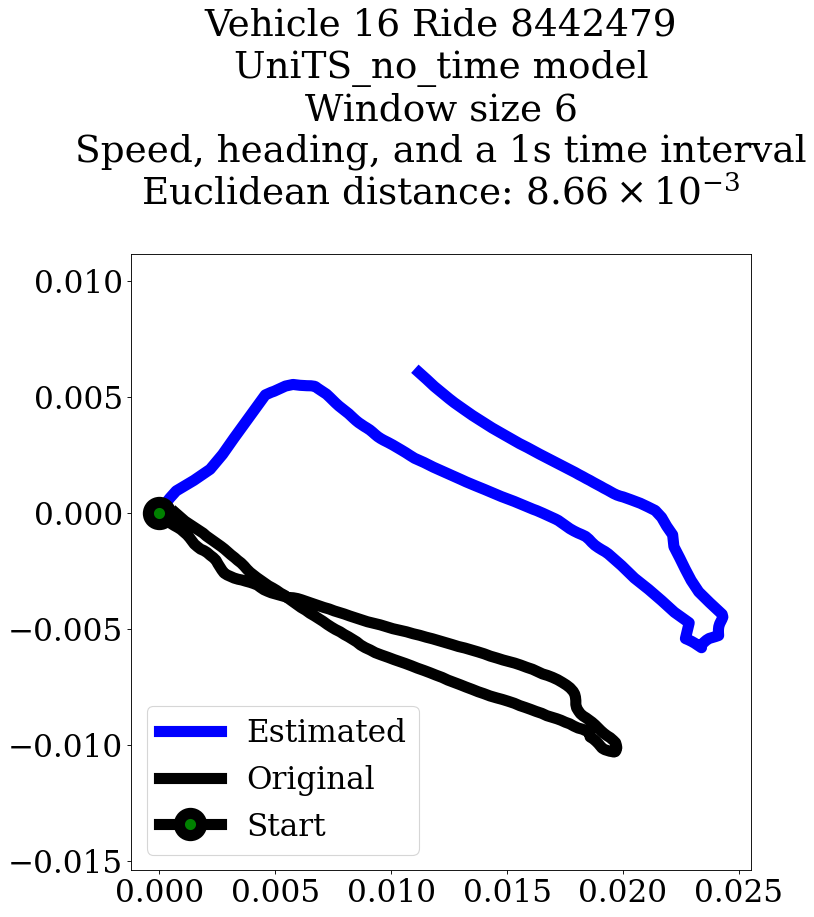 Vehicle 16 Ride 8442479
UniTS_no_time model
Window size 6
Speed, heading, and a 1s time interval
Euclidean distance: 8.66 × 10⁻³
0.010
0.005
0.000
−0.005
−0.010
−0.015
Estimated
Original
Start
0.000 0.005 0.010 0.015 0.020 0.025